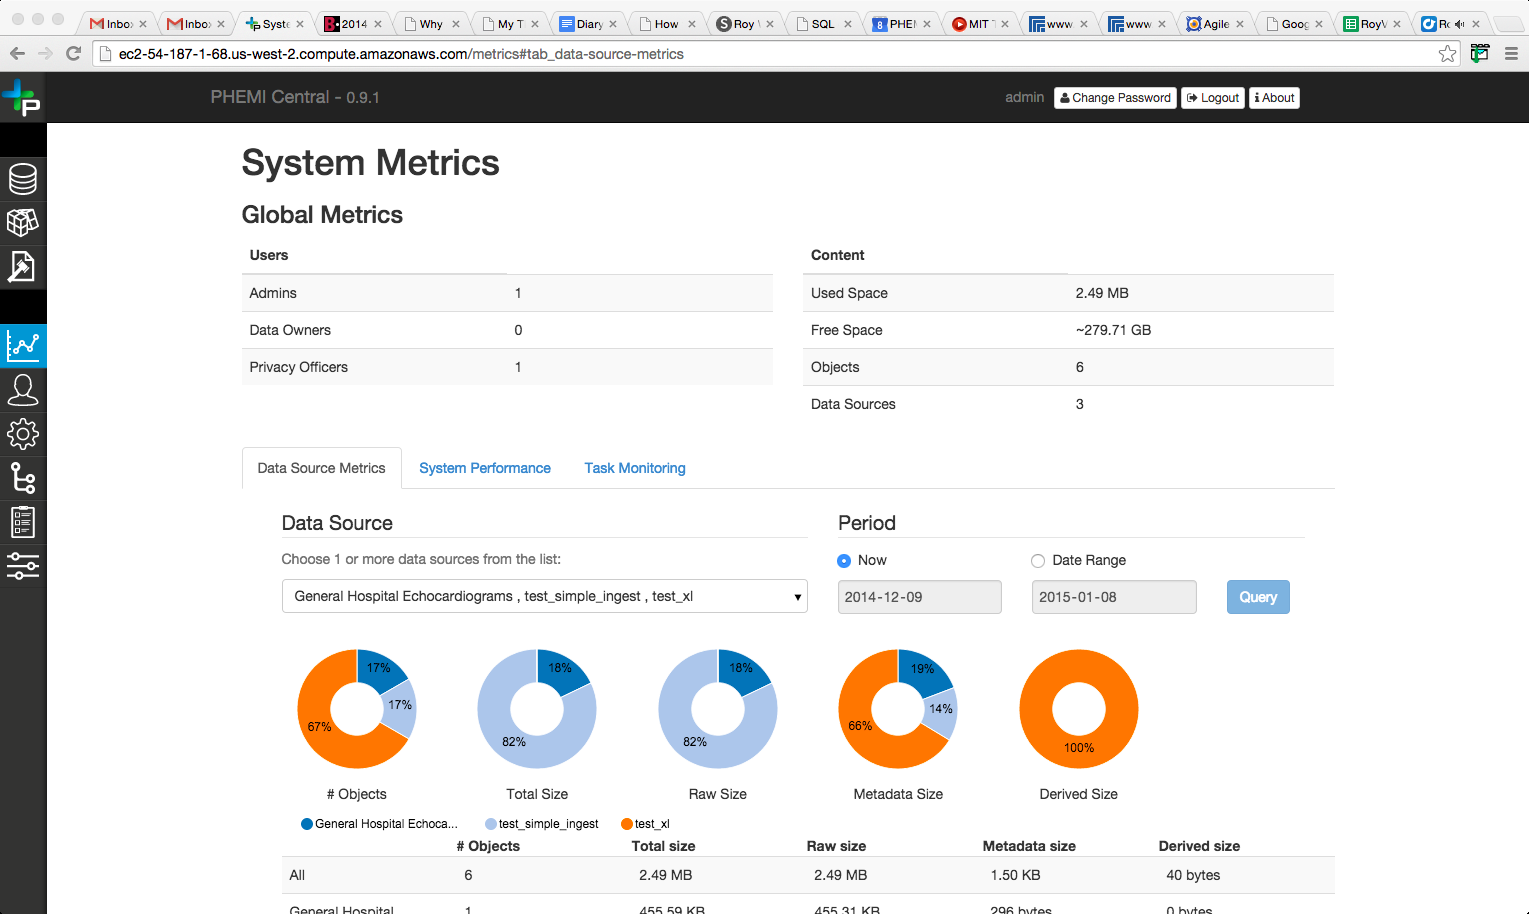 Inbox Inbox Syste 2014 Why My T Diary How Roy SQL PHEM MIT www www Agile Goog RoyV Ro
ec2-54-187-1-68.us-west-2.compute.amazonaws.com/metrics#tab_data-source-metrics
P PHEMI Central - 0.9.1 admin Change Password Logout About
System Metrics
Global Metrics
Users Content
Admins 1 Used Space 2.49 MB
Data Owners 0 Free Space ~279.71 GB
Privacy Officers 1 Objects 6
Data Sources 3
Data Source Metrics System Performance Task Monitoring
Data Source Period
Choose 1 or more data sources from the list: Now Date Range
General Hospital Echocardiograms , test_simple_ingest , test_xl 2014-12-09 2015-01-08 Query
17% 18% 18% 19%
17% 14%
67% 66%
82% 82% 100%
# Objects Total Size Raw Size Metadata Size Derived Size
General Hospital Echoca... test_simple_ingest test_xl
# Objects Total size Raw size Metadata size Derived size
All 6 2.49 MB 2.49 MB 1.50 KB 40 bytes
General Hospital 1 455.59 KB 455.31 KB 296 bytes 0 bytes